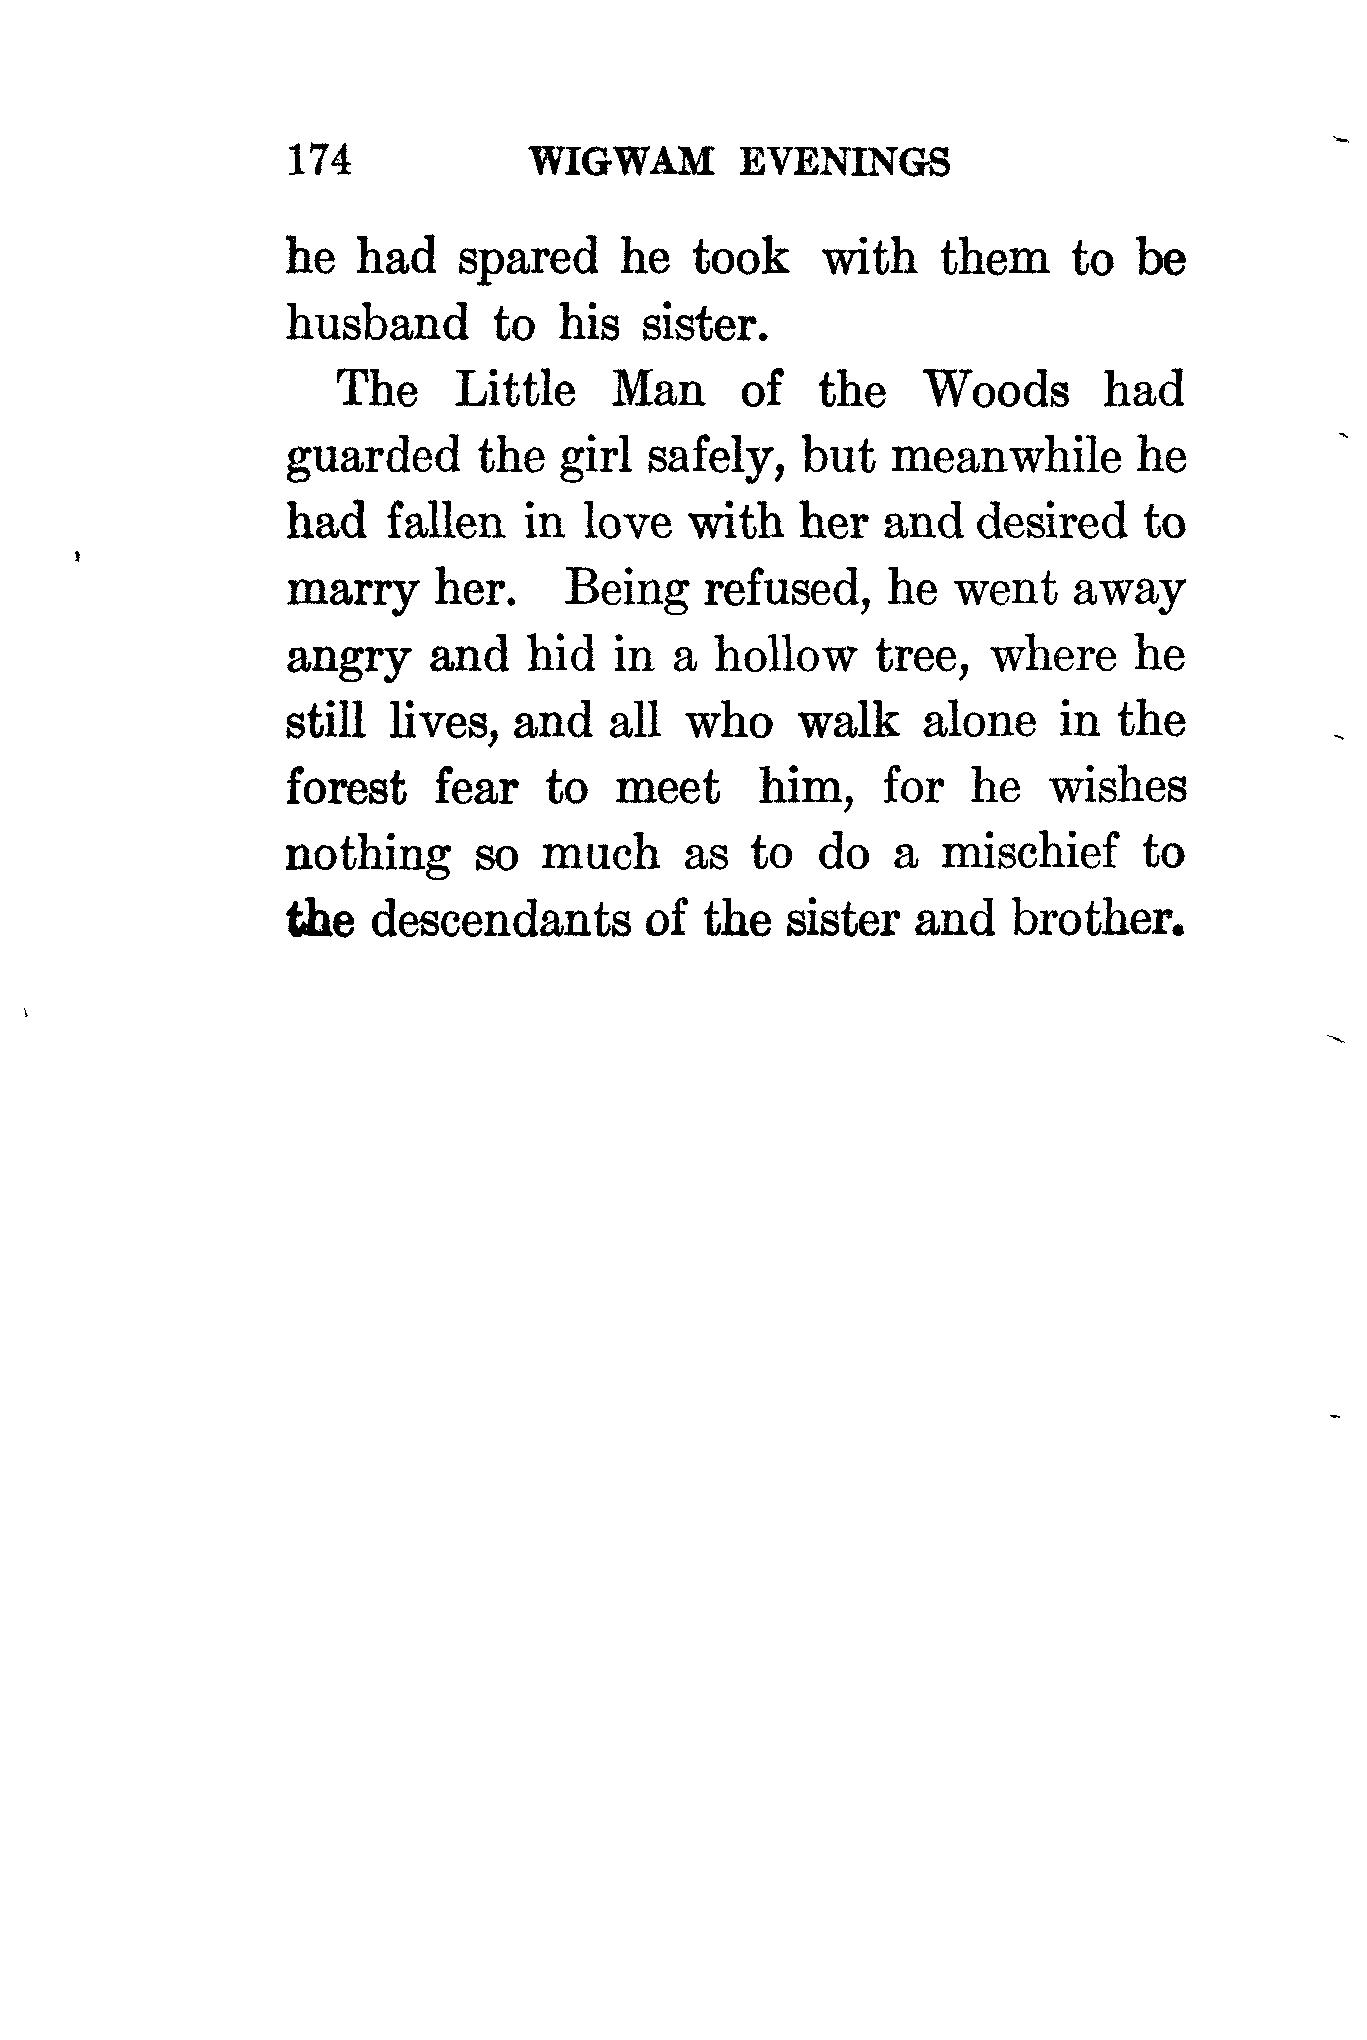 174 WIGWAM EVENINGS
he had spared he took with them to be
husband to his sister.
The Little Man of the Woods had
guarded the girl safely, but meanwhile he
had fallen in love with her and desired to
marry her. Being refused, he went away
angry and hid in a hollow tree, where he
still lives, and all who walk alone in the
forest fear to meet him, for he wishes
nothing so much as to do a mischief to
the descendants of the sister and brother.